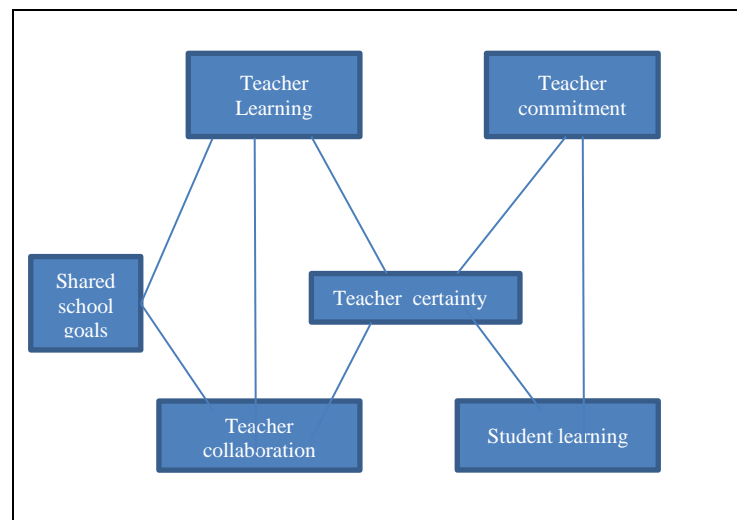 Teacher
Learning
Teacher
commitment
Shared
school
goals
Teacher certainty
Teacher
collaboration
Student learning